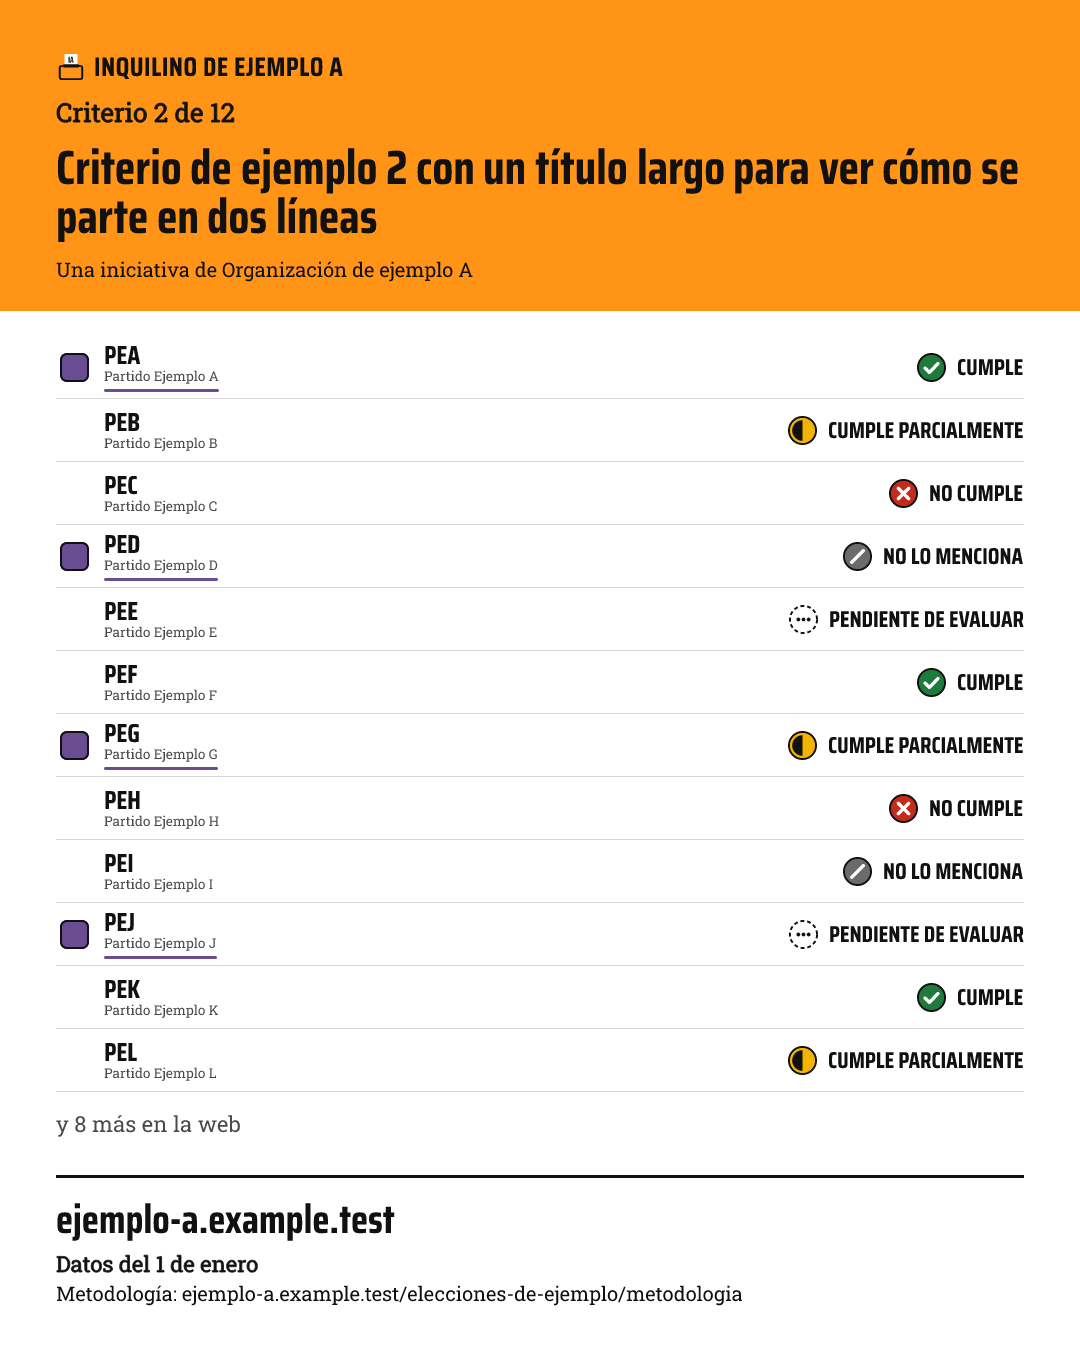 INQUILINO DE EJEMPLO A
Criterio 2 de 12
Criterio de ejemplo 2 con un título largo para ver cómo se
parte en dos líneas
Una iniciativa de Organización de ejemplo A
PEA
Partido Ejemplo A
CUMPLE
PEB
Partido Ejemplo B
CUMPLE PARCIALMENTE
PEC
Partido Ejemplo C
NO CUMPLE
PED
Partido Ejemplo D
NO LO MENCIONA
PEE
Partido Ejemplo E
PENDIENTE DE EVALUAR
PEF
Partido Ejemplo F
CUMPLE
PEG
Partido Ejemplo G
CUMPLE PARCIALMENTE
PEH
Partido Ejemplo H
NO CUMPLE
PEI
Partido Ejemplo I
NO LO MENCIONA
PEJ
Partido Ejemplo J
PENDIENTE DE EVALUAR
PEK
Partido Ejemplo K
CUMPLE
PEL
Partido Ejemplo L
CUMPLE PARCIALMENTE
y 8 más en la web
ejemplo-a.example.test
Datos del 1 de enero
Metodología: ejemplo-a.example.test/elecciones-de-ejemplo/metodologia